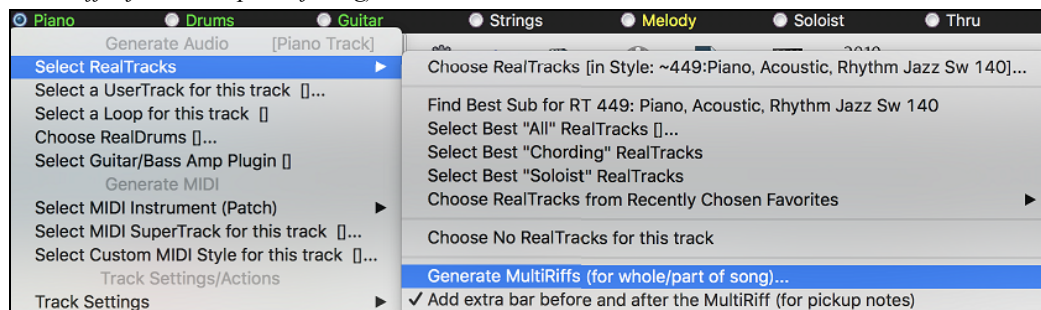 Piano Drums Guitar Strings Melody Soloist Thru
Generate Audio [Piano Track]
Select RealTracks
Select a UserTrack for this track []...
Select a Loop for this track []
Choose RealDrums []...
Select Guitar/Bass Amp Plugin []
Generate MIDI
Select MIDI Instrument (Patch)
Select MIDI SuperTrack for this track []...
Select Custom MIDI Style for this track []...
Track Settings/Actions
Track Settings
Choose RealTracks [in Style: ~449:Piano, Acoustic, Rhythm Jazz Sw 140]...
Find Best Sub for RT 449: Piano, Acoustic, Rhythm Jazz Sw 140
Select Best "All" RealTracks []...
Select Best "Chording" RealTracks
Select Best "Soloist" RealTracks
Choose RealTracks from Recently Chosen Favorites
Choose No RealTracks for this track
Generate MultiRiffs (for whole/part of song)...
✓ Add extra bar before and after the MultiRiff (for pickup notes)